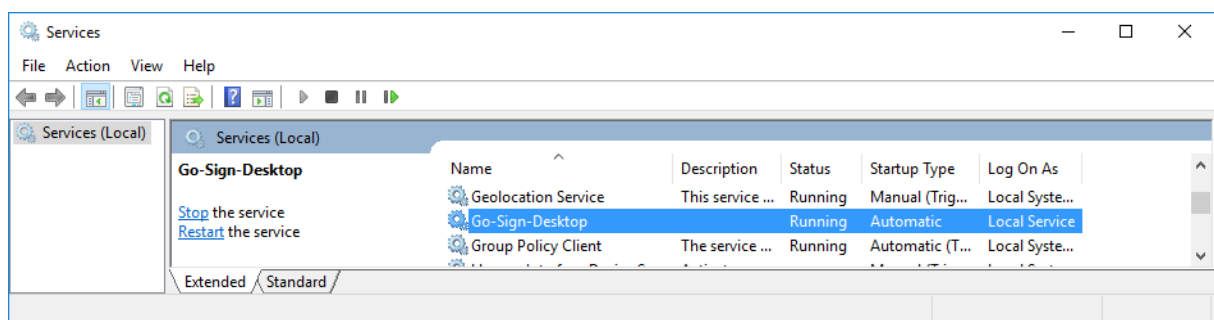 Services
File Action View Help
Services (Local)
Services (Local)
Go-Sign-Desktop
Stop the service
Restart the service
Name Description Status Startup Type Log On As
Geolocation Service This service ... Running Manual (Trig... Local Syste...
Go-Sign-Desktop Running Automatic Local Service
Group Policy Client The service ... Running Automatic (T... Local Syste...
Extended Standard